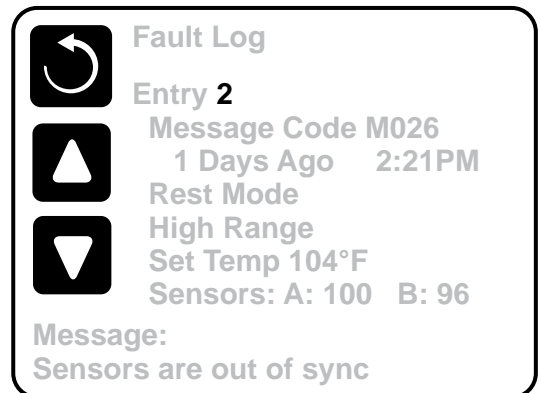 Fault Log
Entry 2
Message Code M026
1 Days Ago 2:21PM
Rest Mode
High Range
Set Temp 104°F
Sensors: A: 100 B: 96
Message:
Sensors are out of sync